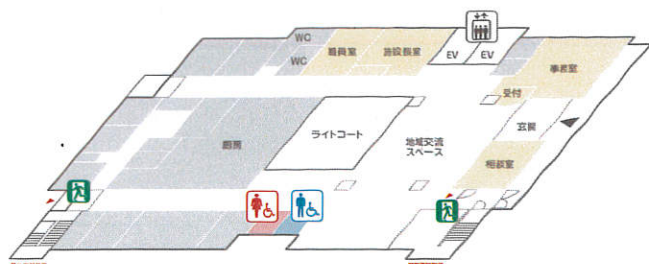 WC
WC
職員室
施設長室
EV
EV
事務室
受付
玄関
厨房
ライトコート
地域交流
スペース
相談室